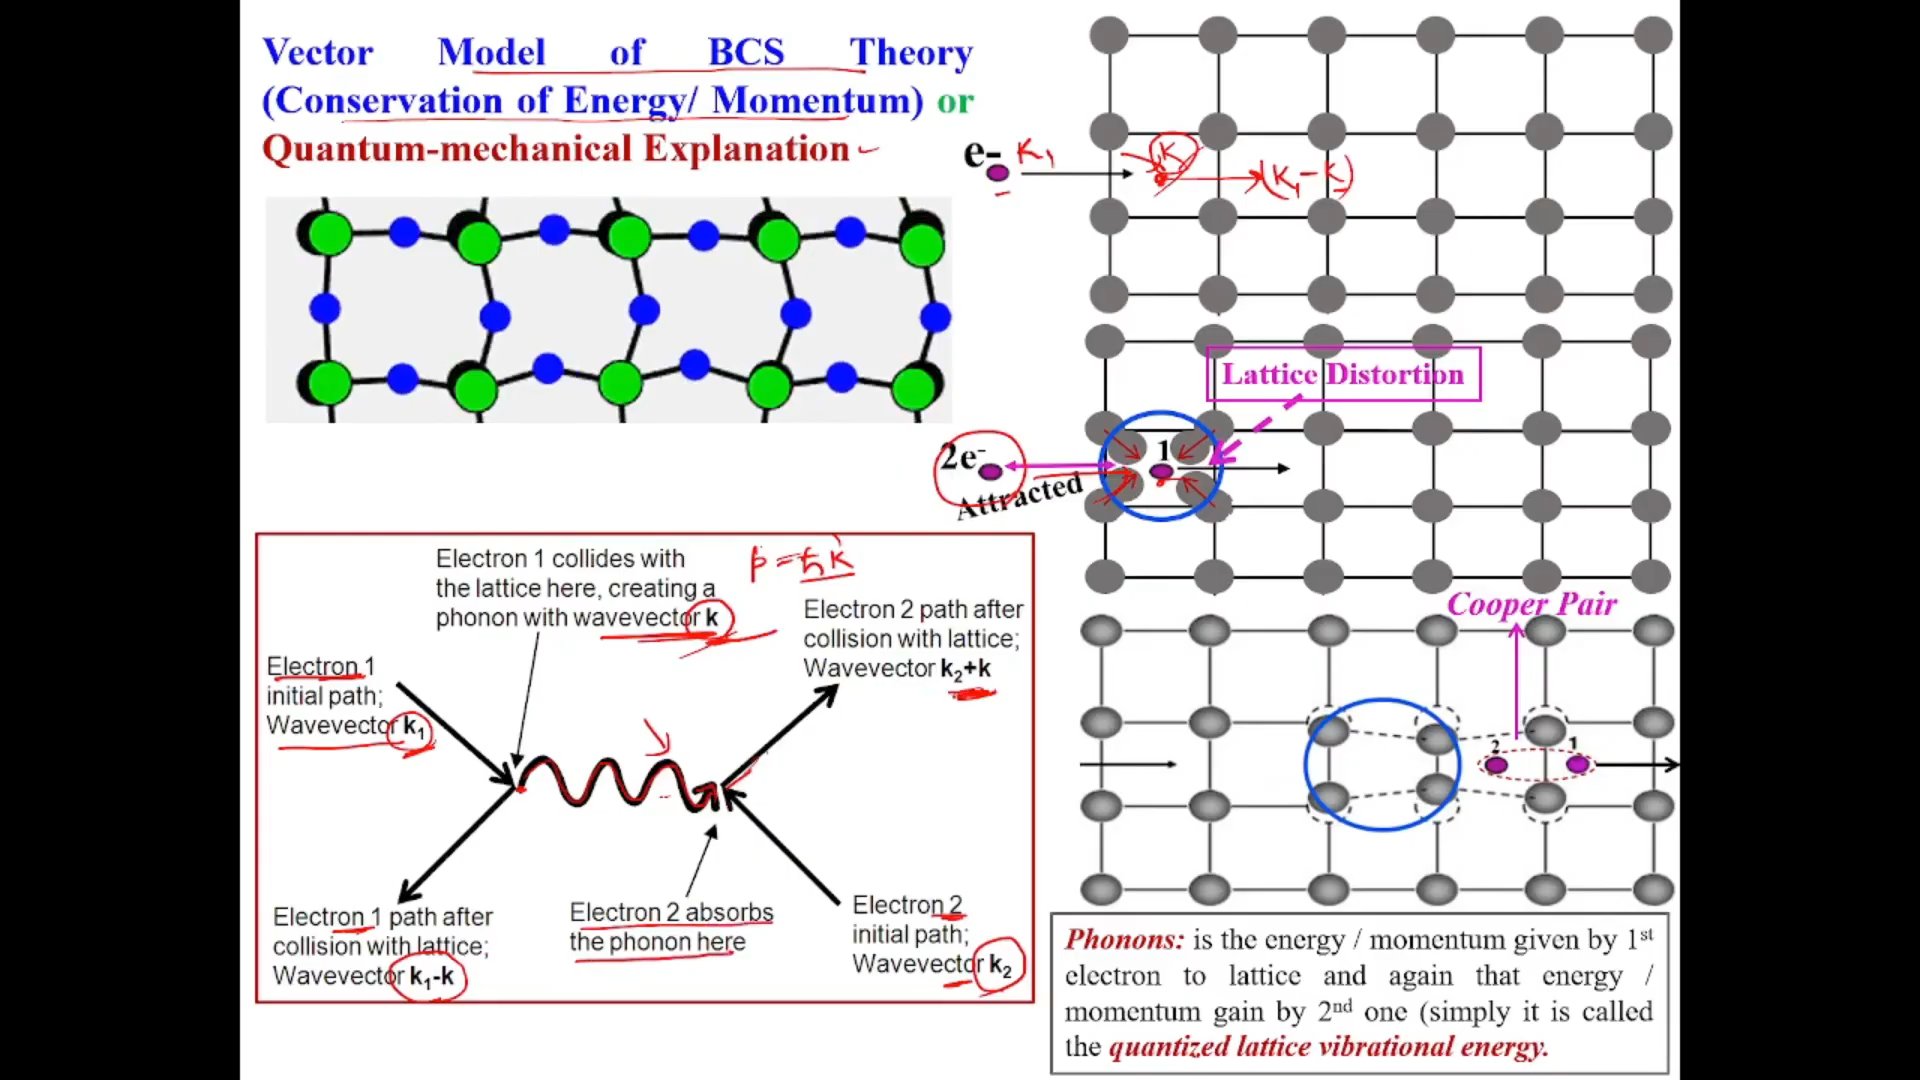 Vector Model of BCS Theory
(Conservation of Energy/ Momentum) or
Quantum-mechanical Explanation
e- K₁
K
(K₁-K)
Lattice Distortion
2e⁻
1
Attracted
Electron 1 collides with
the lattice here, creating a
phonon with wavevector k
p = ℏk
Electron 2 path after
collision with lattice;
Wavevector k₂+k
Electron 1
initial path;
Wavevector k₁
Electron 1 path after
collision with lattice;
Wavevector k₁-k
Electron 2 absorbs
the phonon here
Electron 2
initial path;
Wavevector k₂
Cooper Pair
2 1
Phonons: is the energy / momentum given by 1st
electron to lattice and again that energy /
momentum gain by 2nd one (simply it is called
the quantized lattice vibrational energy.